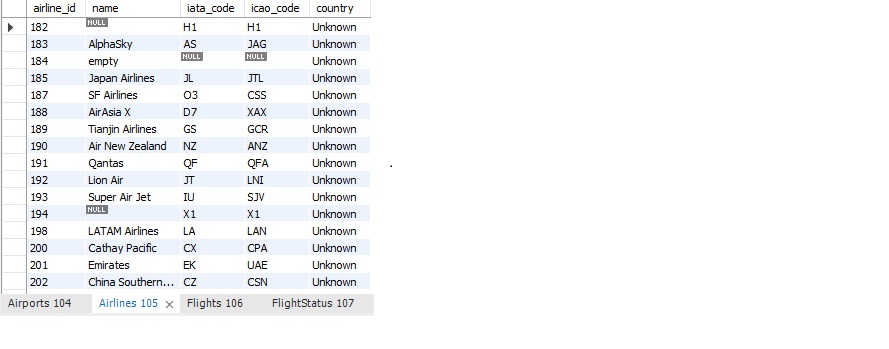 airline_id name iata_code icao_code country
182 NULL H1 H1 Unknown
183 AlphaSky AS JAG Unknown
184 empty NULL NULL Unknown
185 Japan Airlines JL JTL Unknown
187 SF Airlines O3 CSS Unknown
188 AirAsia X D7 XAX Unknown
189 Tianjin Airlines GS GCR Unknown
190 Air New Zealand NZ ANZ Unknown
191 Qantas QF QFA Unknown .
192 Lion Air JT LNI Unknown
193 Super Air Jet IU SJV Unknown
194 NULL X1 X1 Unknown
198 LATAM Airlines LA LAN Unknown
200 Cathay Pacific CX CPA Unknown
201 Emirates EK UAE Unknown
202 China Southern... CZ CSN Unknown
Airports 104 Airlines 105 × Flights 106 FlightStatus 107